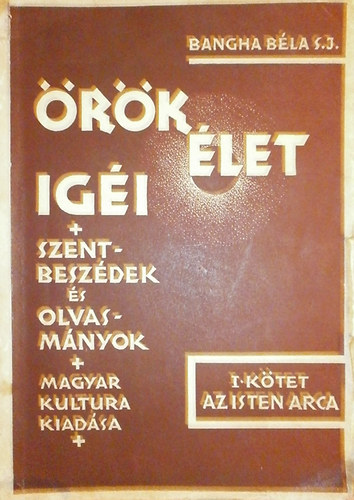 BANGHA BÉLA S.J.
ÖRÖK
ÉLET
IGÉI
+
SZENT-
BESZÉDEK
ÉS
OLVAS-
MÁNYOK
+
MAGYAR
KULTURA
KIADÁSA
+
I·KÖTET
AZ ISTEN ARCA